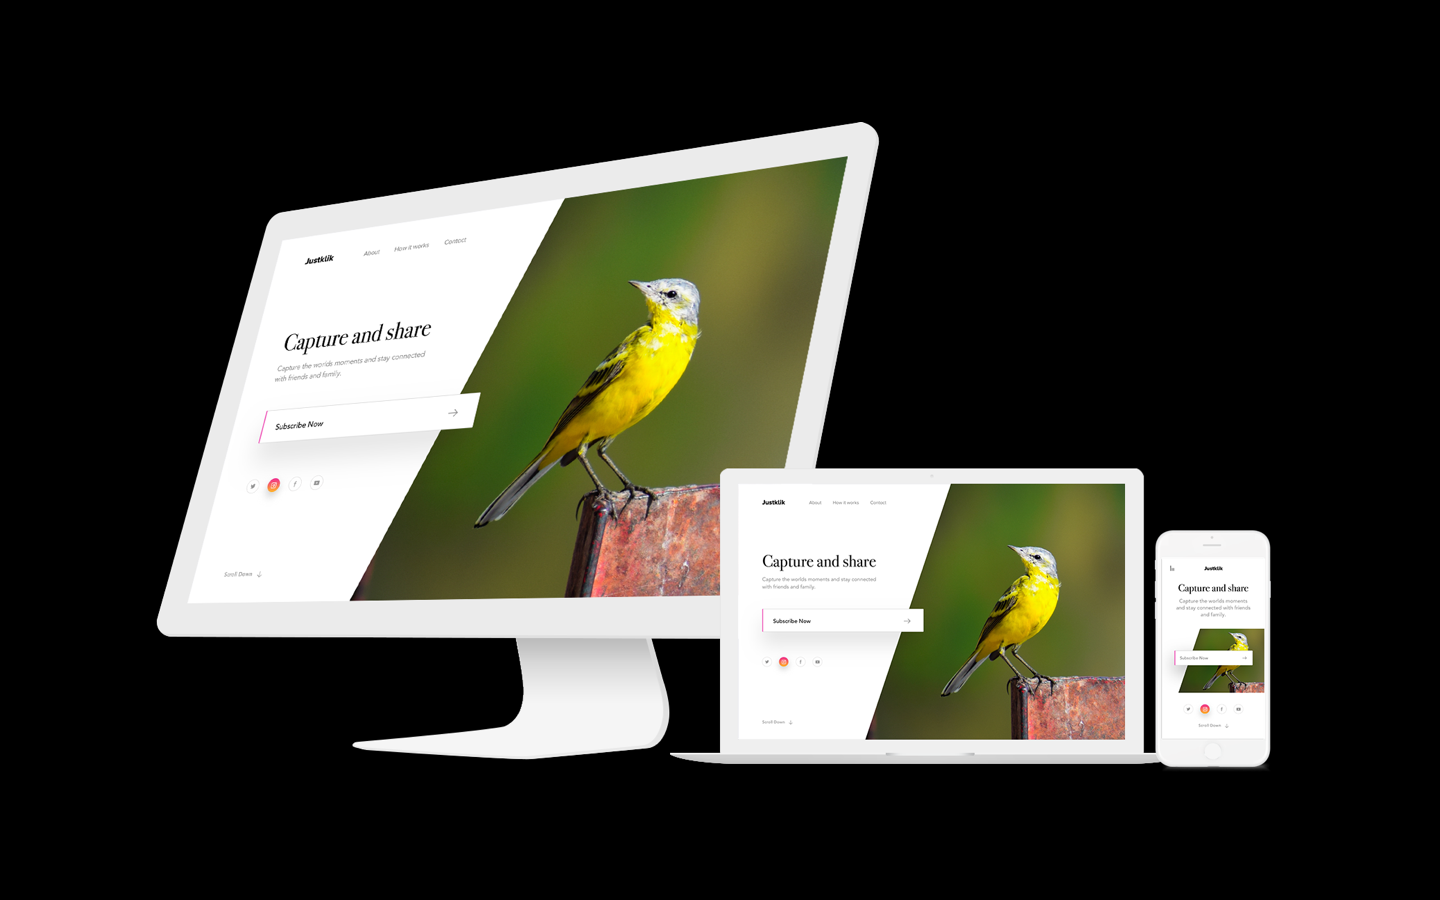 Justklik
About
How it works
Contact
Capture and share
Capture the worlds moments and stay connected
with friends and family.
Subscribe Now
Scroll Down
Justklik
About
How it works
Contact
Capture and share
Capture the worlds moments and stay connected
with friends and family.
Subscribe Now
Scroll Down
Justklik
Capture and share
Capture the worlds moments
and stay connected with friends
and family.
Subscribe Now
Scroll Down